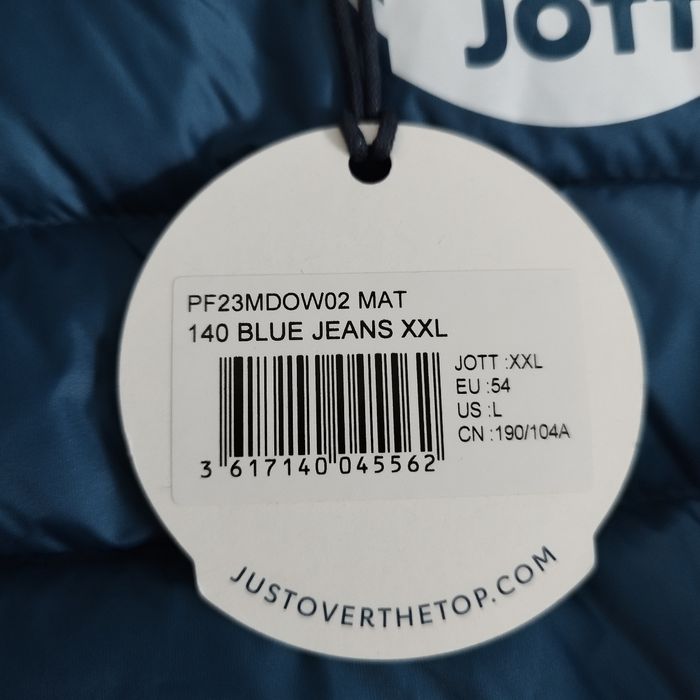 JOTT
PF23MDOW02 MAT
140 BLUE JEANS XXL
JOTT :XXL
EU :54
US :L
CN :190/104A
3 617140 045562
JUSTOVERTHETOP.COM